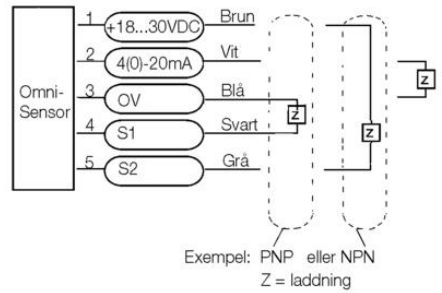 Omni-
Sensor
1 +18...30VDC Brun
2 4(0)-20mA Vit
3 OV Blå
4 S1 Svart
5 S2 Grå
Z
Z
Z
Exempel: PNP eller NPN
Z = laddning